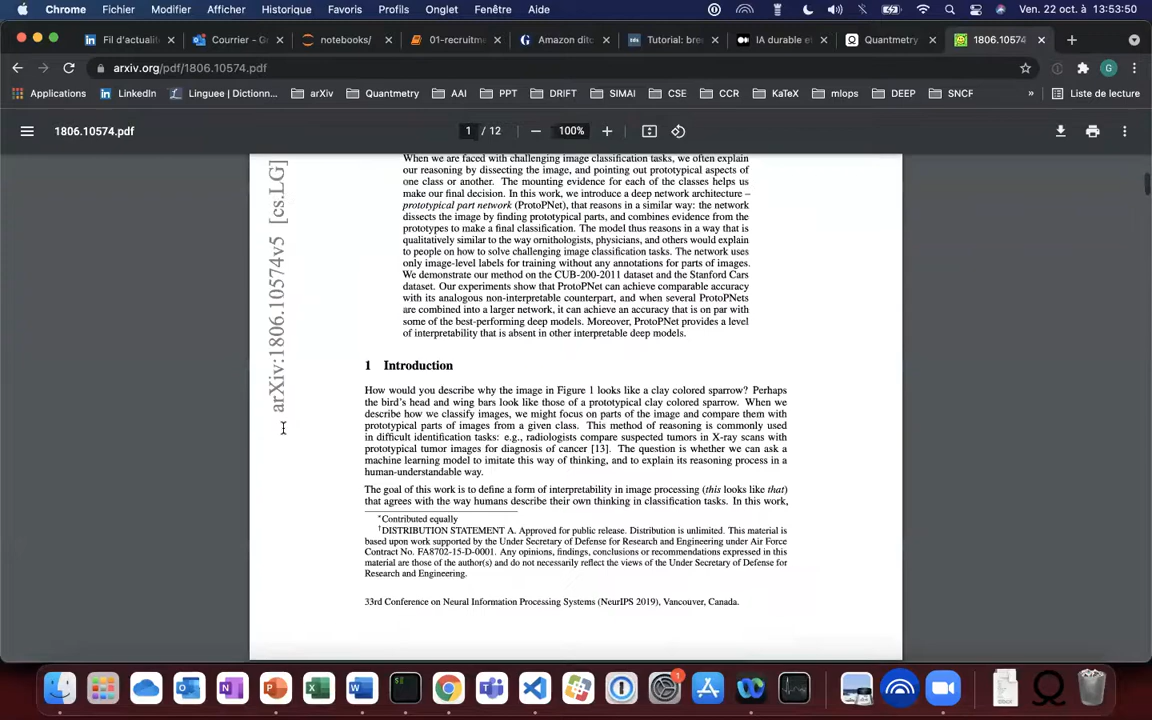 Chrome Fichier Modifier Afficher Historique Favoris Profils Onglet Fenêtre Aide Ven. 22 oct. à 13:53:50
Fil d'actuali Courrier – Gr notebooks/ 01-recruitme Amazon ditc Tutorial: bre IA durable et Quantmetry 1806.10574
arxiv.org/pdf/1806.10574.pdf G
Applications LinkedIn Linguee | Dictionn... arXiv Quantmetry AAI PPT DRIFT SIMAI CSE CCR KaTeX mlops DEEP SNCF » Liste de lecture
1806.10574.pdf 1 / 12 100%
arXiv:1806.10574v5 [cs.LG]
When we are faced with challenging image classification tasks, we often explain
our reasoning by dissecting the image, and pointing out prototypical aspects of
one class or another. The mounting evidence for each of the classes helps us
make our final decision. In this work, we introduce a deep network architecture –
prototypical part network (ProtoPNet), that reasons in a similar way: the network
dissects the image by finding prototypical parts, and combines evidence from the
prototypes to make a final classification. The model thus reasons in a way that is
qualitatively similar to the way ornithologists, physicians, and others would explain
to people on how to solve challenging image classification tasks. The network uses
only image-level labels for training without any annotations for parts of images.
We demonstrate our method on the CUB-200-2011 dataset and the Stanford Cars
dataset. Our experiments show that ProtoPNet can achieve comparable accuracy
with its analogous non-interpretable counterpart, and when several ProtoPNets
are combined into a larger network, it can achieve an accuracy that is on par with
some of the best-performing deep models. Moreover, ProtoPNet provides a level
of interpretability that is absent in other interpretable deep models.
1 Introduction
How would you describe why the image in Figure 1 looks like a clay colored sparrow? Perhaps
the bird's head and wing bars look like those of a prototypical clay colored sparrow. When we
describe how we classify images, we might focus on parts of the image and compare them with
prototypical parts of images from a given class. This method of reasoning is commonly used
in difficult identification tasks: e.g., radiologists compare suspected tumors in X-ray scans with
prototypical tumor images for diagnosis of cancer [13]. The question is whether we can ask a
machine learning model to imitate this way of thinking, and to explain its reasoning process in a
human-understandable way.
The goal of this work is to define a form of interpretability in image processing (this looks like that)
that agrees with the way humans describe their own thinking in classification tasks. In this work,
*Contributed equally
†DISTRIBUTION STATEMENT A. Approved for public release. Distribution is unlimited. This material is
based upon work supported by the Under Secretary of Defense for Research and Engineering under Air Force
Contract No. FA8702-15-D-0001. Any opinions, findings, conclusions or recommendations expressed in this
material are those of the author(s) and do not necessarily reflect the views of the Under Secretary of Defense for
Research and Engineering.
33rd Conference on Neural Information Processing Systems (NeurIPS 2019), Vancouver, Canada.